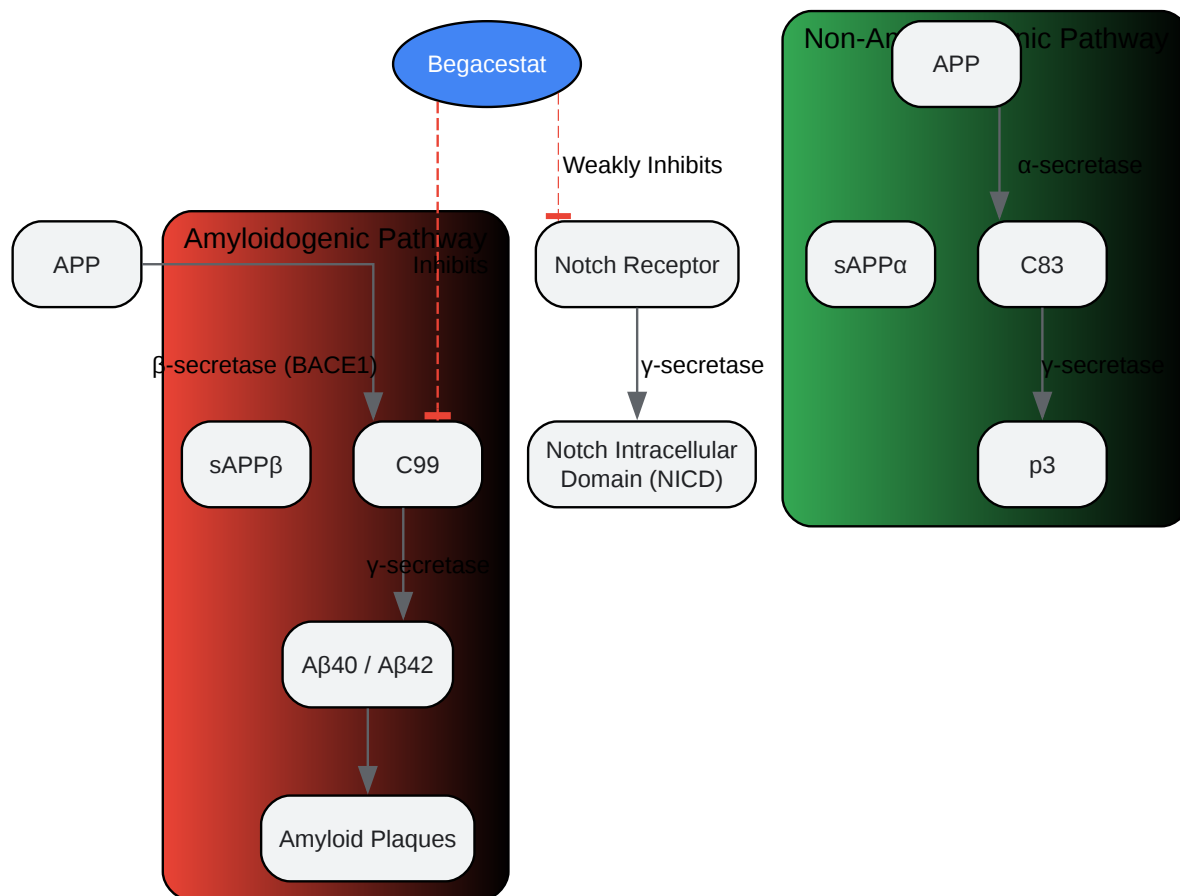 Begacestat
Non-Am nic Pathway
APP
Weakly Inhibits
α-secretase
Amyloidogenic Pathway
APP
Inhibits
Notch Receptor
sAPPα
C83
β-secretase (BACE1)
γ-secretase
γ-secretase
sAPPβ
C99
Notch Intracellular
Domain (NICD)
p3
γ-secretase
Aβ40 / Aβ42
Amyloid Plaques